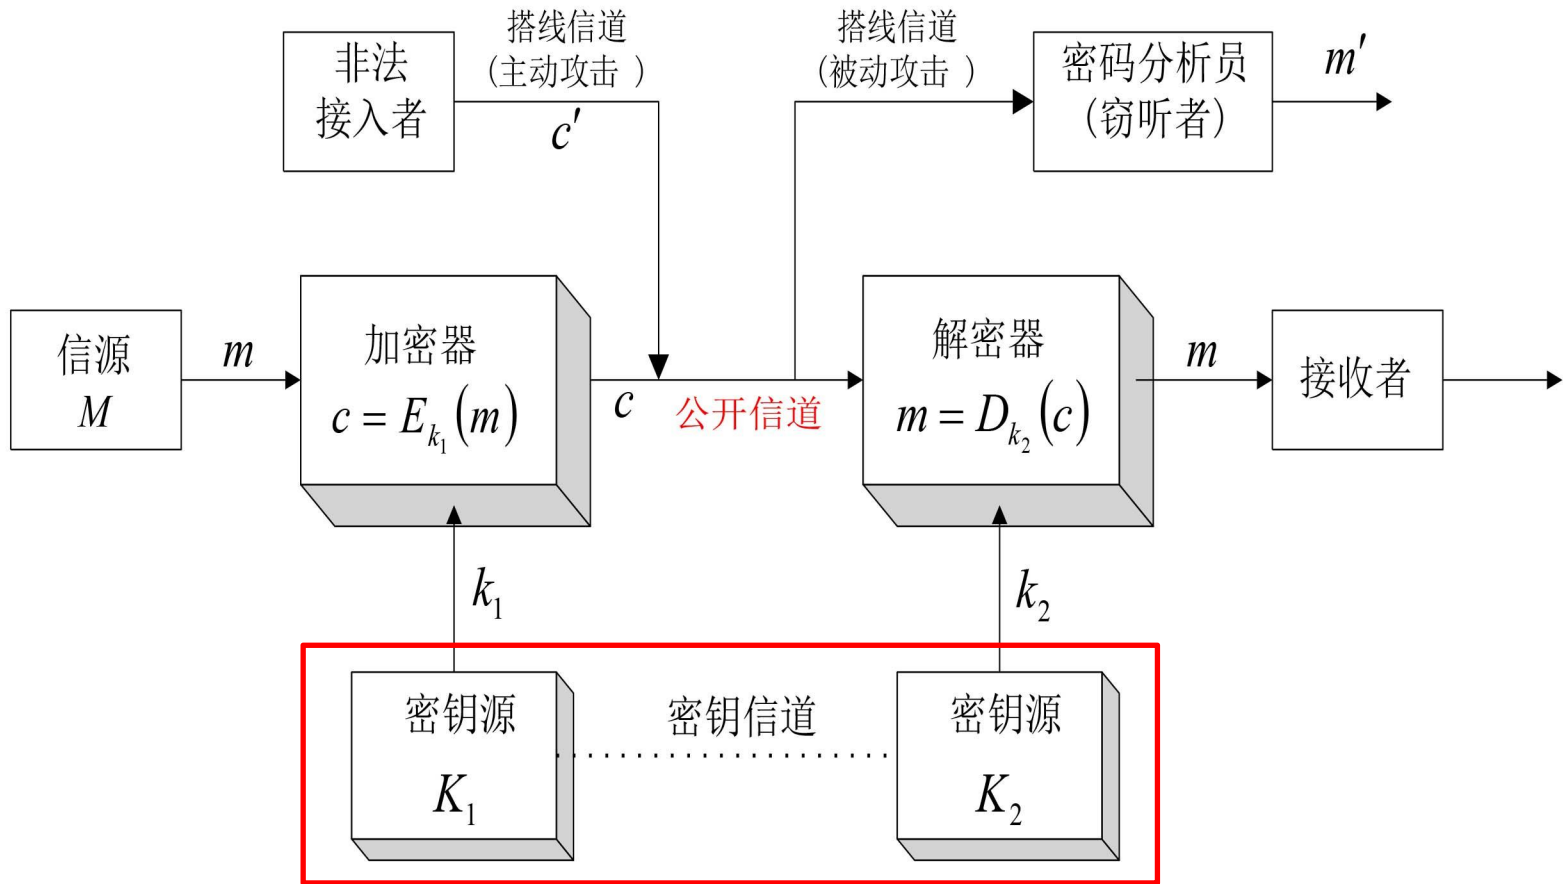 搭线信道
(主动攻击 )
搭线信道
(被动攻击 )
非法
接入者
c′
密码分析员
(窃听者)
m′
信源
M
m
加密器
c = E_{k_1}(m)
c
公开信道
解密器
m = D_{k_2}(c)
m
接收者
k_1
k_2
密钥源
K_1
密钥信道
密钥源
K_2